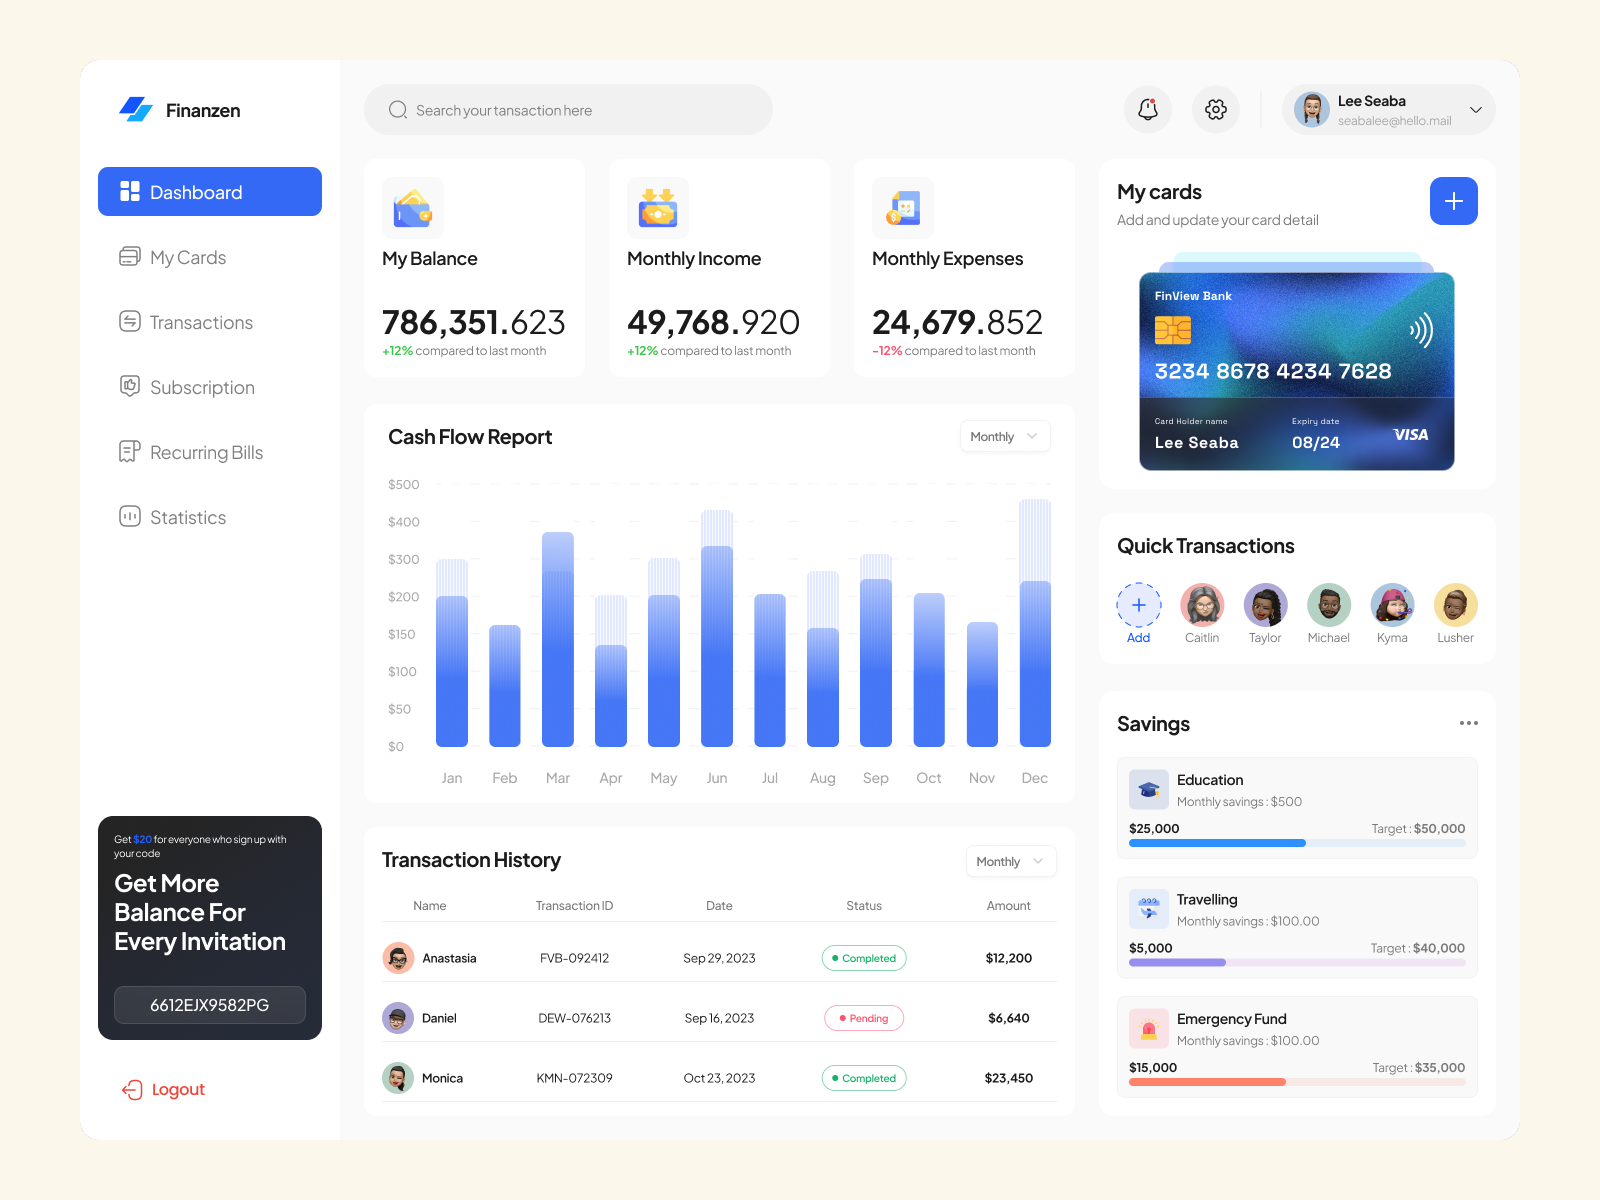 Finanzen
Search your tansaction here
Lee Seaba
seabalee@hello.mail
Dashboard
My Cards
Transactions
Subscription
Recurring Bills
Statistics
Get $20 for everyone who sign up with
your code
Get More
Balance For
Every Invitation
6612EJX9582PG
Logout
My Balance
786,351.623
+12% compared to last month
Monthly Income
49,768.920
+12% compared to last month
Monthly Expenses
24,679.852
-12% compared to last month
Cash Flow Report
Monthly
$500
$400
$300
$200
$150
$100
$50
$0
Jan Feb Mar Apr May Jun Jul Aug Sep Oct Nov Dec
Transaction History
Monthly
Name Transaction ID Date Status Amount
Anastasia FVB-092412 Sep 29, 2023 Completed $12,200
Daniel DEW-076213 Sep 16, 2023 Pending $6,640
Monica KMN-072309 Oct 23, 2023 Completed $23,450
My cards
Add and update your card detail
FinView Bank
3234 8678 4234 7628
Card Holder name Expiry date
Lee Seaba 08/24 VISA
Quick Transactions
Add Caitlin Taylor Michael Kyma Lusher
Savings
Education
Monthly savings : $500
$25,000 Target : $50,000
Travelling
Monthly savings : $100.00
$5,000 Target : $40,000
Emergency Fund
Monthly savings : $100.00
$15,000 Target : $35,000